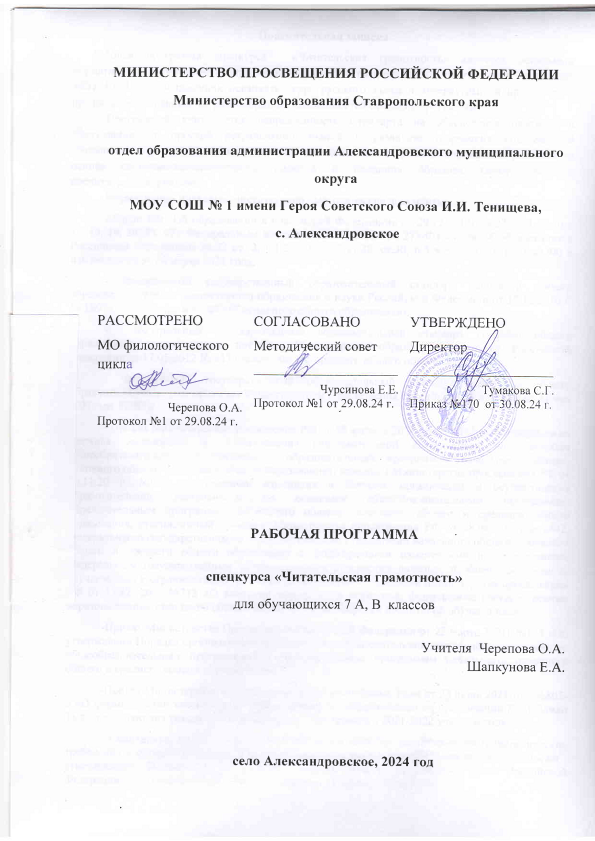 МИНИСТЕРСТВО ПРОСВЕЩЕНИЯ РОССИЙСКОЙ ФЕДЕРАЦИИ
Министерство образования Ставропольского края
отдел образования администрации Александровского муниципального
округа
МОУ СОШ № 1 имени Героя Советского Союза И.И. Тенищева,
с. Александровское
РАССМОТРЕНО
МО филологического
цикла
Черепова О.А.
Протокол №1 от 29.08.24 г.
СОГЛАСОВАНО
Методический совет
Чурсинова Е.Е.
Протокол №1 от 29.08.24 г.
УТВЕРЖДЕНО
Директор
Тумакова С.Г.
Приказ №170 от 30.08.24 г.
РАБОЧАЯ ПРОГРАММА
спецкурса «Читательская грамотность»
для обучающихся 7 А, В классов
Учителя Черепова О.А.
Шапкунова Е.А.
село Александровское, 2024 год